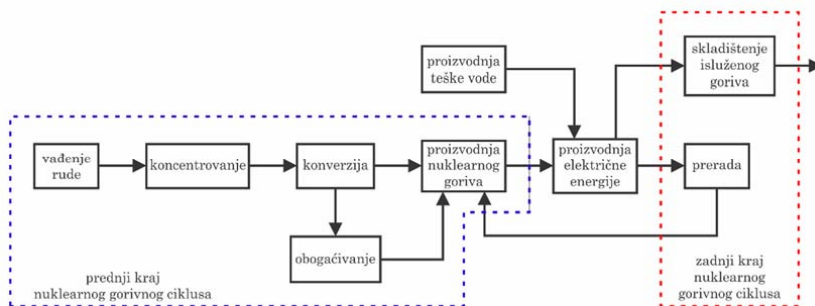 proizvodnja
teške vode
skladištenje
isluženog
goriva
vađenje
rude
koncentrovanje
konverzija
proizvodnja
nuklearnog
goriva
proizvodnja
električne
energije
prerada
obogaćivanje
prednji kraj
nuklearnog gorivnog ciklusa
zadnji kraj
nuklearnog
gorivnog ciklusa